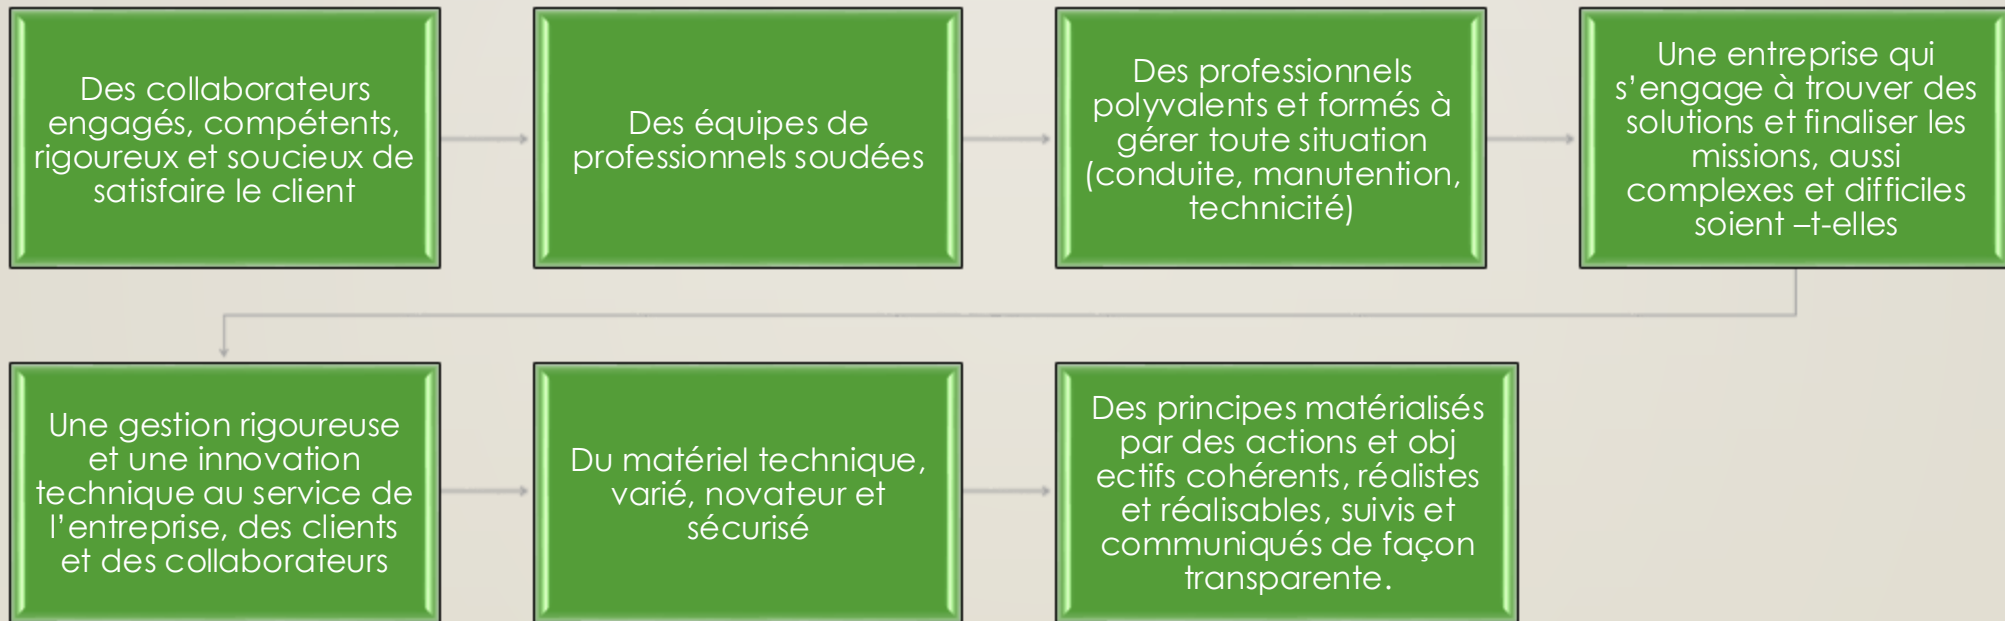 Des collaborateurs
engagés, compétents,
rigoureux et soucieux de
satisfaire le client
Des équipes de
professionnels soudées
Des professionnels
polyvalents et formés à
gérer toute situation
(conduite, manutention,
technicité)
Une entreprise qui
s’engage à trouver des
solutions et finaliser les
missions, aussi
complexes et difficiles
soient –t-elles
Une gestion rigoureuse
et une innovation
technique au service de
l’entreprise, des clients
et des collaborateurs
Du matériel technique,
varié, novateur et
sécurisé
Des principes matérialisés
par des actions et obj
ectifs cohérents, réalistes
et réalisables, suivis et
communiqués de façon
transparente.